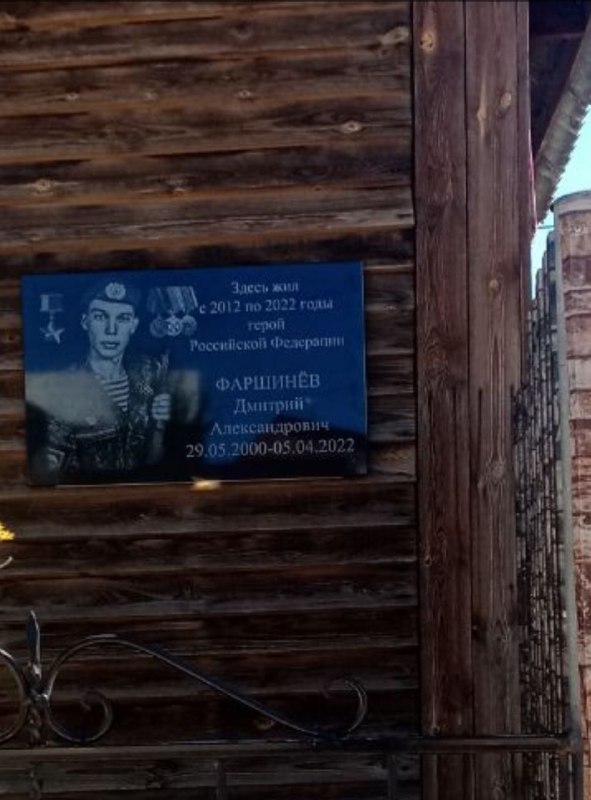 Здесь жил
с 2012 по 2022 годы
герой
Российской Федерации
ФАРШИНЁВ
Дмитрий
Александрович
29.05.2000-05.04.2022